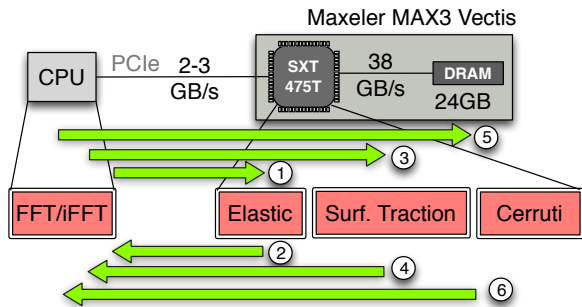 Maxeler MAX3 Vectis
CPU
PCIe
2-3
GB/s
SXT
475T
38
GB/s
DRAM
24GB
5
3
1
FFT/iFFT
Elastic
Surf. Traction
Cerruti
2
4
6